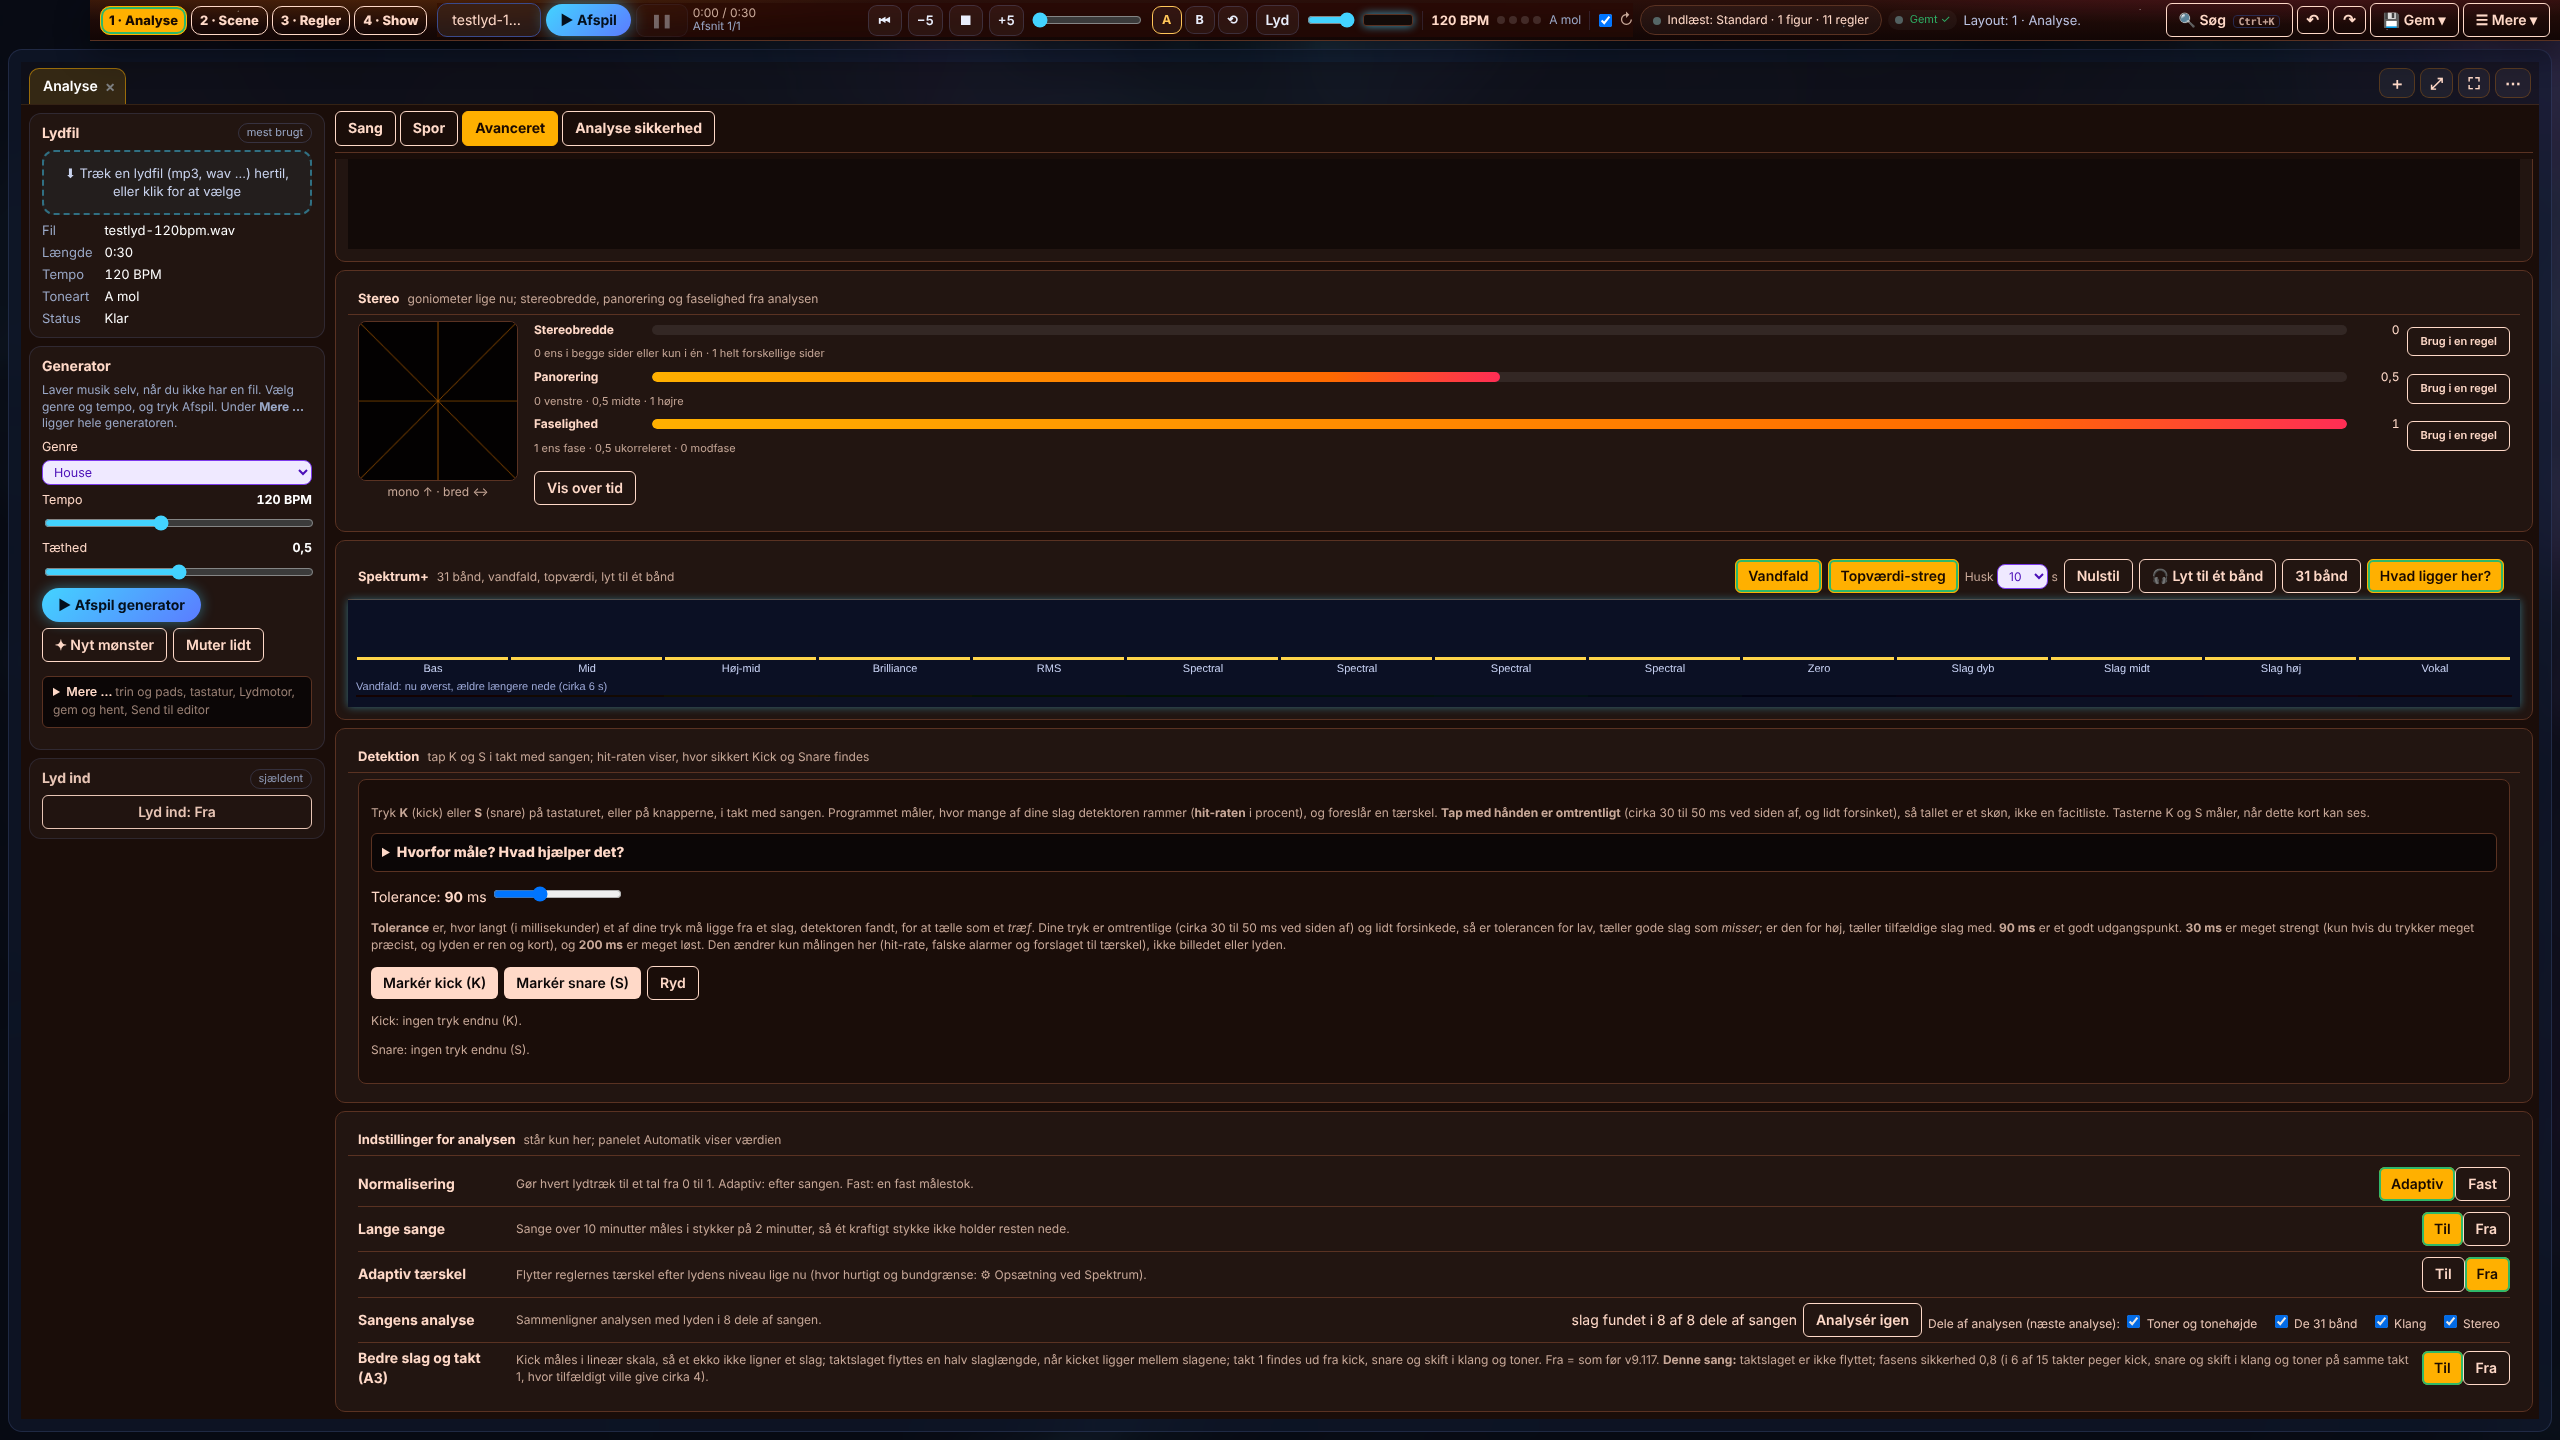 1 · Analyse 2 · Scene 3 · Regler 4 · Show testlyd-1... ▶ Afspil 0:00 / 0:30 −5 +5 A B Lyd 120 BPM A mol Indlæst: Standard · 1 figur · 11 regler Gemt ✓ Layout: 1 · Analyse. Søg Ctrl+K Gem ▾ ☰ Mere ▾
Afsnit 1/1
Analyse ×
Lydfil mest brugt
⬇ Træk en lydfil (mp3, wav ...) hertil,
eller klik for at vælge
Fil testlyd-120bpm.wav
Længde 0:30
Tempo 120 BPM
Toneart A mol
Status Klar
Generator
Laver musik selv, når du ikke har en fil. Vælg
genre og tempo, og tryk Afspil. Under Mere ...
ligger hele generatoren.
Genre
House
Tempo 120 BPM
Tæthed 0,5
▶ Afspil generator
✦ Nyt mønster Muter lidt
▶ Mere ... trin og pads, tastatur, Lydmotor,
gem og hent, Send til editor
Lyd ind sjældent
Lyd ind: Fra
Sang Spor Avanceret Analyse sikkerhed
Stereo goniometer lige nu; stereobredde, panorering og faselighed fra analysen
Stereobredde 0 Brug i en regel
0 ens i begge sider eller kun i én · 1 helt forskellige sider
Panorering 0,5 Brug i en regel
0 venstre · 0,5 midte · 1 højre
Faselighed 1 Brug i en regel
1 ens fase · 0,5 ukorreleret · 0 modfase
mono ↑ · bred ↔
Vis over tid
Spektrum+ 31 bånd, vandfald, topværdi, lyt til ét bånd Vandfald Topværdi-streg Husk 10 s Nulstil 🎧 Lyt til ét bånd 31 bånd Hvad ligger her?
Bas Mid Høj-mid Brilliance RMS Spectral Spectral Spectral Spectral Zero Slag dyb Slag midt Slag høj Vokal
Vandfald: nu øverst, ældre længere nede (cirka 6 s)
Detektion tap K og S i takt med sangen; hit-raten viser, hvor sikkert Kick og Snare findes
Tryk K (kick) eller S (snare) på tastaturet, eller på knapperne, i takt med sangen. Programmet måler, hvor mange af dine slag detektoren rammer (hit-raten i procent), og foreslår en tærskel. Tap med hånden er omtrentligt (cirka 30 til 50 ms ved siden af, og lidt forsinket), så tallet er et skøn, ikke en facitliste. Tasterne K og S måler, når dette kort kan ses.
▶ Hvorfor måle? Hvad hjælper det?
Tolerance: 90 ms
Tolerance er, hvor langt (i millisekunder) et af dine tryk må ligge fra et slag, detektoren fandt, for at tælle som et træf. Dine tryk er omtrentlige (cirka 30 til 50 ms ved siden af) og lidt forsinkede, så er tolerancen for lav, tæller gode slag som misser; er den for høj, tæller tilfældige slag med. 90 ms er et godt udgangspunkt. 30 ms er meget strengt (kun hvis du trykker meget
præcist, og lyden er ren og kort), og 200 ms er meget løst. Den ændrer kun målingen her (hit-rate, falske alarmer og forslaget til tærskel), ikke billedet eller lyden.
Markér kick (K) Markér snare (S) Ryd
Kick: ingen tryk endnu (K).
Snare: ingen tryk endnu (S).
Indstillinger for analysen står kun her; panelet Automatik viser værdien
Normalisering Gør hvert lydtræk til et tal fra 0 til 1. Adaptiv: efter sangen. Fast: en fast målestok. Adaptiv Fast
Lange sange Sange over 10 minutter måles i stykker på 2 minutter, så ét kraftigt stykke ikke holder resten nede. Til Fra
Adaptiv tærskel Flytter reglernes tærskel efter lydens niveau lige nu (hvor hurtigt og bundgrænse: ⚙ Opsætning ved Spektrum). Til Fra
Sangens analyse Sammenligner analysen med lyden i 8 dele af sangen. slag fundet i 8 af 8 dele af sangen Analysér igen Dele af analysen (næste analyse): Toner og tonehøjde De 31 bånd Klang Stereo
Bedre slag og takt Kick måles i lineær skala, så et ekko ikke ligner et slag; taktslaget flyttes en halv slaglængde, når kicket ligger mellem slagene; takt 1 findes ud fra kick, snare og skift i klang og toner. Fra = som før v9.117. Denne sang: taktslaget er ikke flyttet; fasens sikkerhed 0,8 (i 6 af 15 takter peger kick, snare og skift i klang og toner på samme takt Til Fra
(A3) 1, hvor tilfældigt ville give cirka 4).